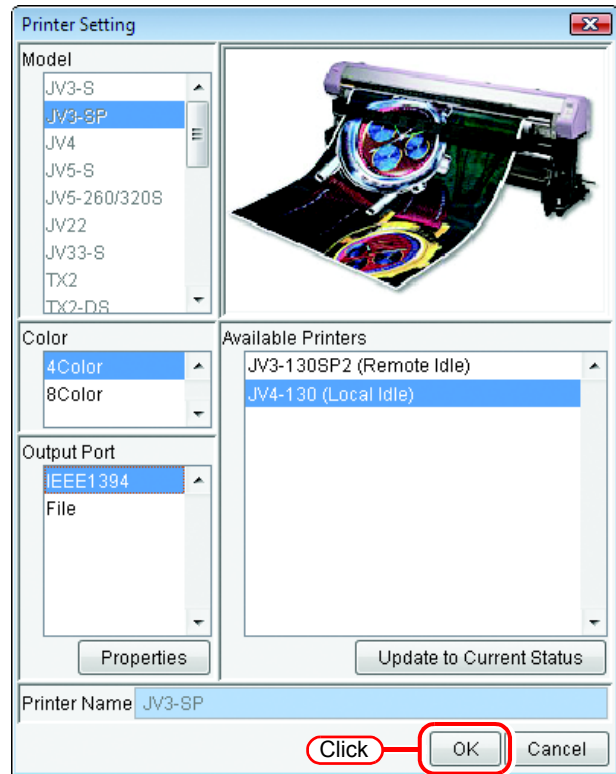 Printer Setting
Model
JV3-S
JV3-SP
JV4
JV5-S
JV5-260/320S
JV22
JV33-S
TX2
TX2-DS
Color
4Color
8Color
Available Printers
JV3-130SP2 (Remote Idle)
JV4-130 (Local Idle)
Output Port
IEEE1394
File
Properties
Update to Current Status
Printer Name JV3-SP
Click
OK
Cancel